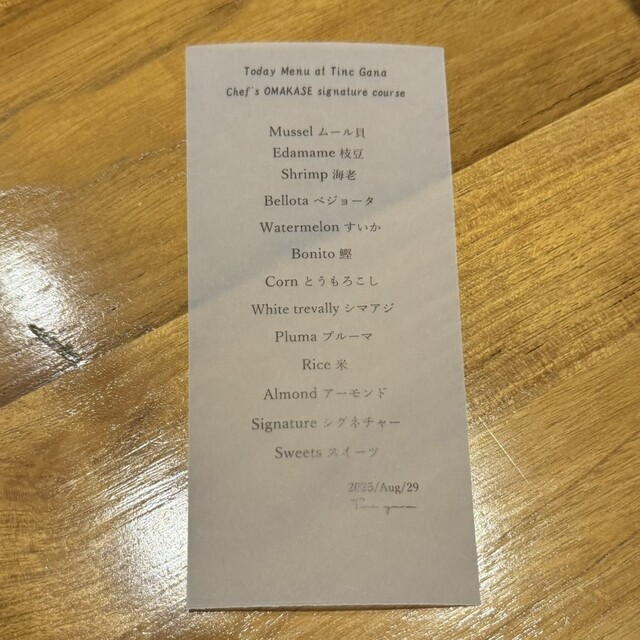 Today Menu at Tinc Gana
Chef's OMAKASE signature course
Mussel ムール貝
Edamame 枝豆
Shrimp 海老
Bellota ベジョータ
Watermelon すいか
Bonito 鰹
Corn とうもろこし
White trevally シマアジ
Pluma プルーマ
Rice 米
Almond アーモンド
Signature シグネチャー
Sweets スイーツ
2025/Aug/29
Tinc gana